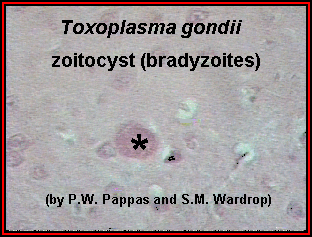 Toxoplasma gondii
zoitocyst (bradyzoites)
*
(by P.W. Pappas and S.M. Wardrop)